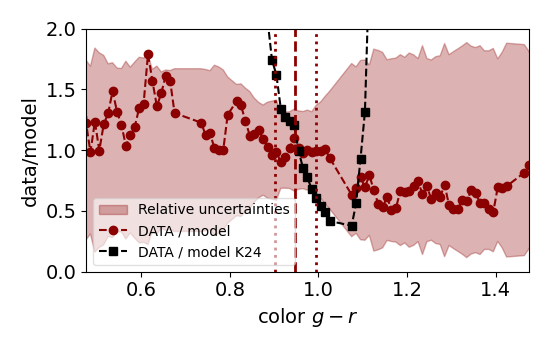 2.0
1.5
1.0
0.5
0.0
data/model
Relative uncertainties
DATA / model
DATA / model K24
0.6
0.8
1.0
1.2
1.4
color g − r